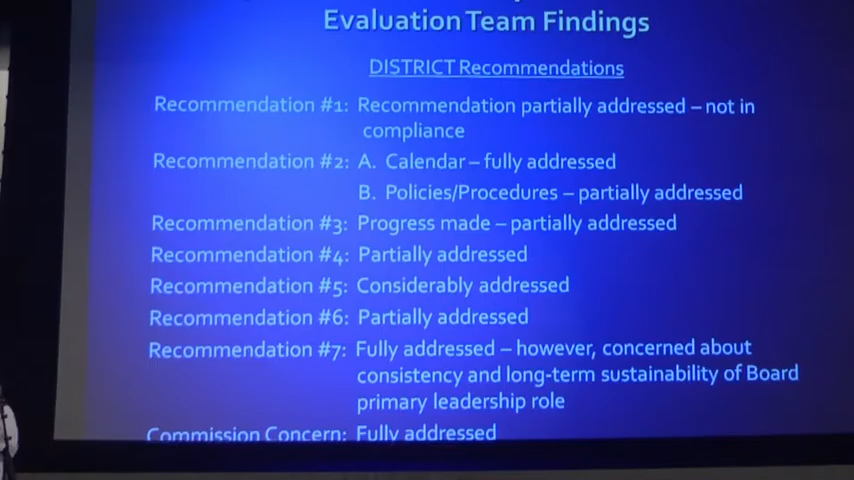 Evaluation Team Findings
DISTRICT Recommendations
Recommendation #1: Recommendation partially addressed – not in
compliance
Recommendation #2: A. Calendar – fully addressed
B. Policies/Procedures – partially addressed
Recommendation #3: Progress made – partially addressed
Recommendation #4: Partially addressed
Recommendation #5: Considerably addressed
Recommendation #6: Partially addressed
Recommendation #7: Fully addressed – however, concerned about
consistency and long-term sustainability of Board
primary leadership role
Commission Concern: Fully addressed